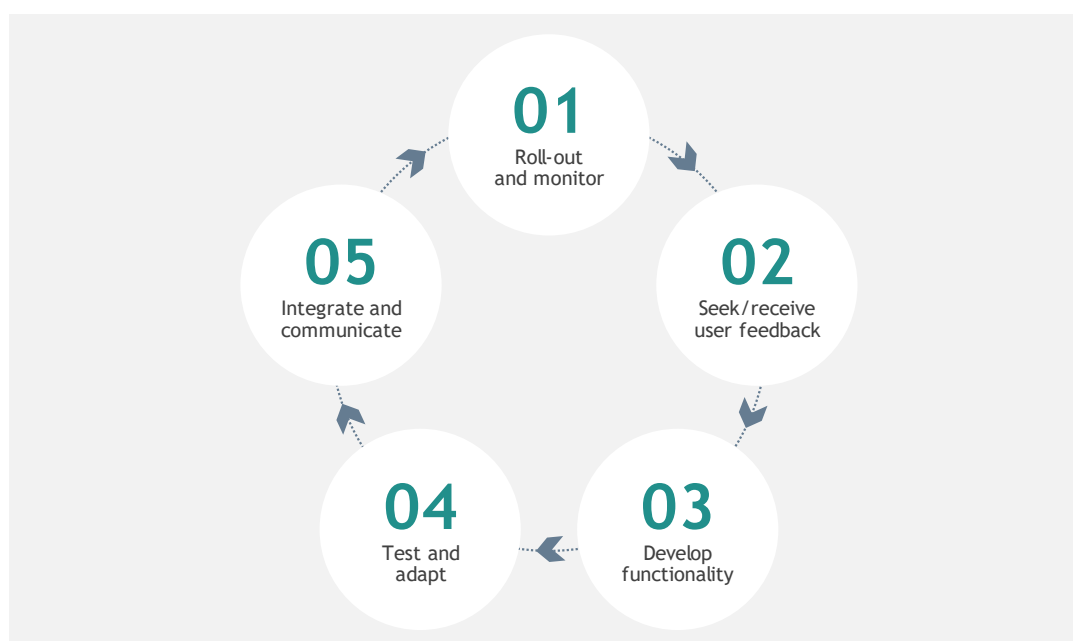 01
Roll-out
and monitor
02
Seek/receive
user feedback
03
Develop
functionality
04
Test and
adapt
05
Integrate and
communicate